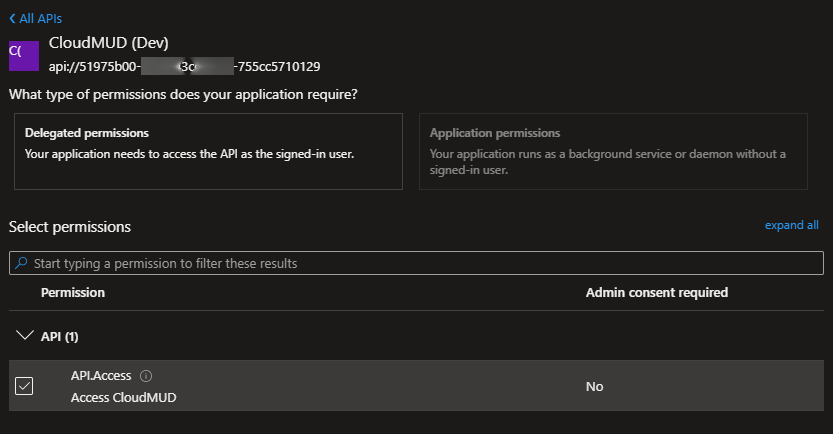 All APIs
C(
CloudMUD (Dev)
api://51975b00- 3c -755cc5710129
What type of permissions does your application require?
Delegated permissions
Your application needs to access the API as the signed-in user.
Application permissions
Your application runs as a background service or daemon without a
signed-in user.
Select permissions
expand all
Start typing a permission to filter these results
Permission
Admin consent required
API (1)
API.Access
Access CloudMUD
No